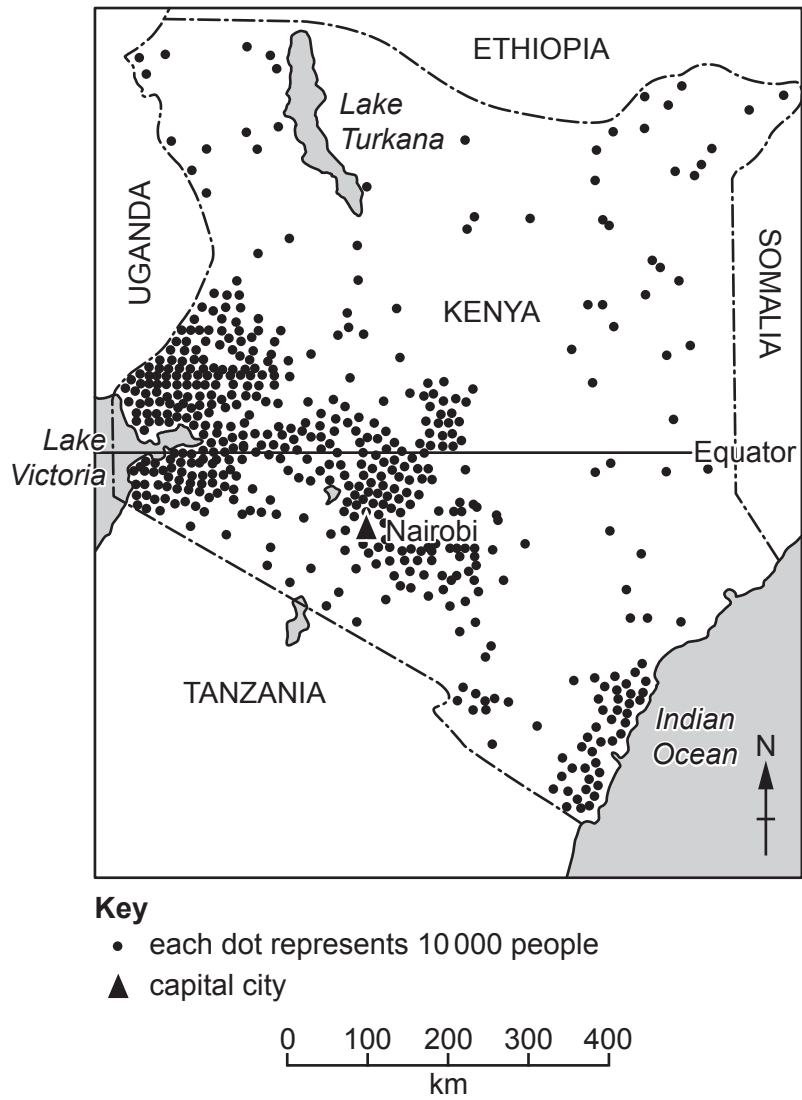 ETHIOPIA
Lake
Turkana
UGANDA
SOMALIA
KENYA
Lake
Victoria
Equator
Nairobi
TANZANIA
Indian
Ocean
N
Key
each dot represents 10 000 people
capital city
0 100 200 300 400
km